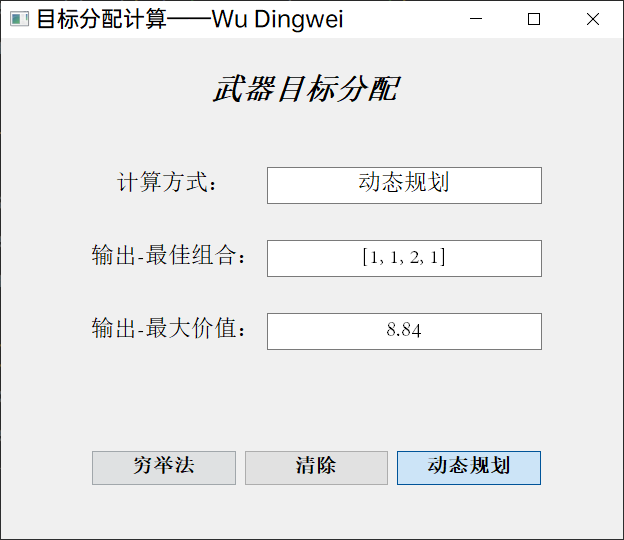 目标分配计算——Wu Dingwei
武器目标分配
计算方式： 动态规划
输出-最佳组合： [1, 1, 2, 1]
输出-最大价值： 8.84
穷举法 清除 动态规划